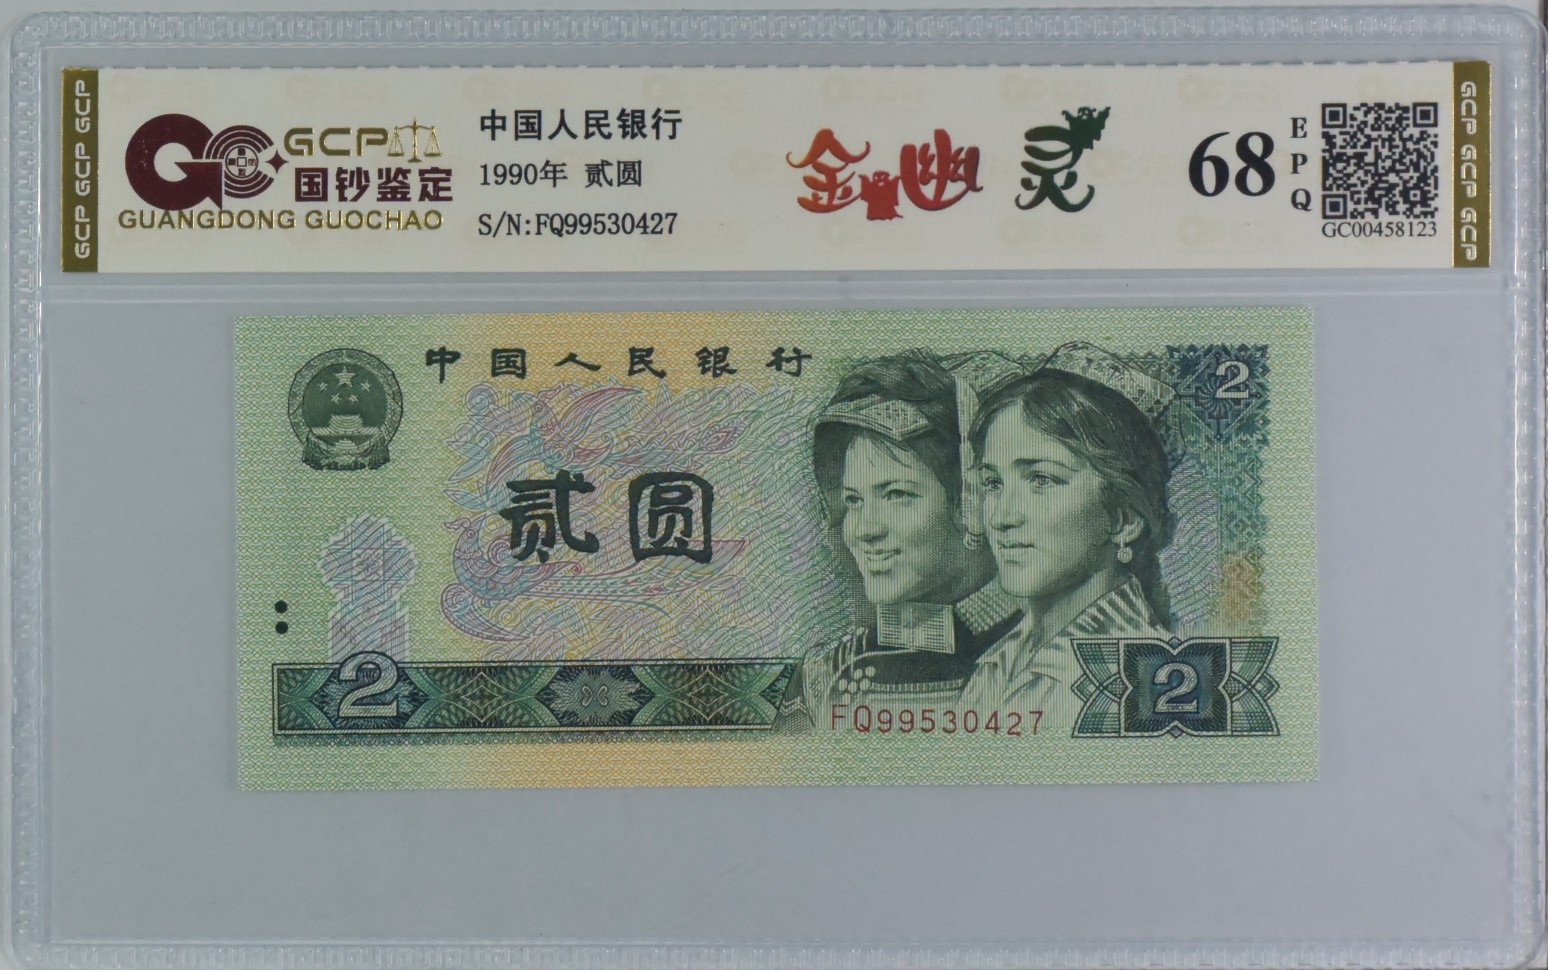 GCP GCP GCP
GCP
国钞鉴定
GUANGDONG GUOCHAO
中国人民银行
1990年 贰圆
S/N:FQ99530427
金幽灵
68
EPQ
GC00458123
GCP GCP GCP
中国人民银行
2
贰圆
2
FQ99530427
2